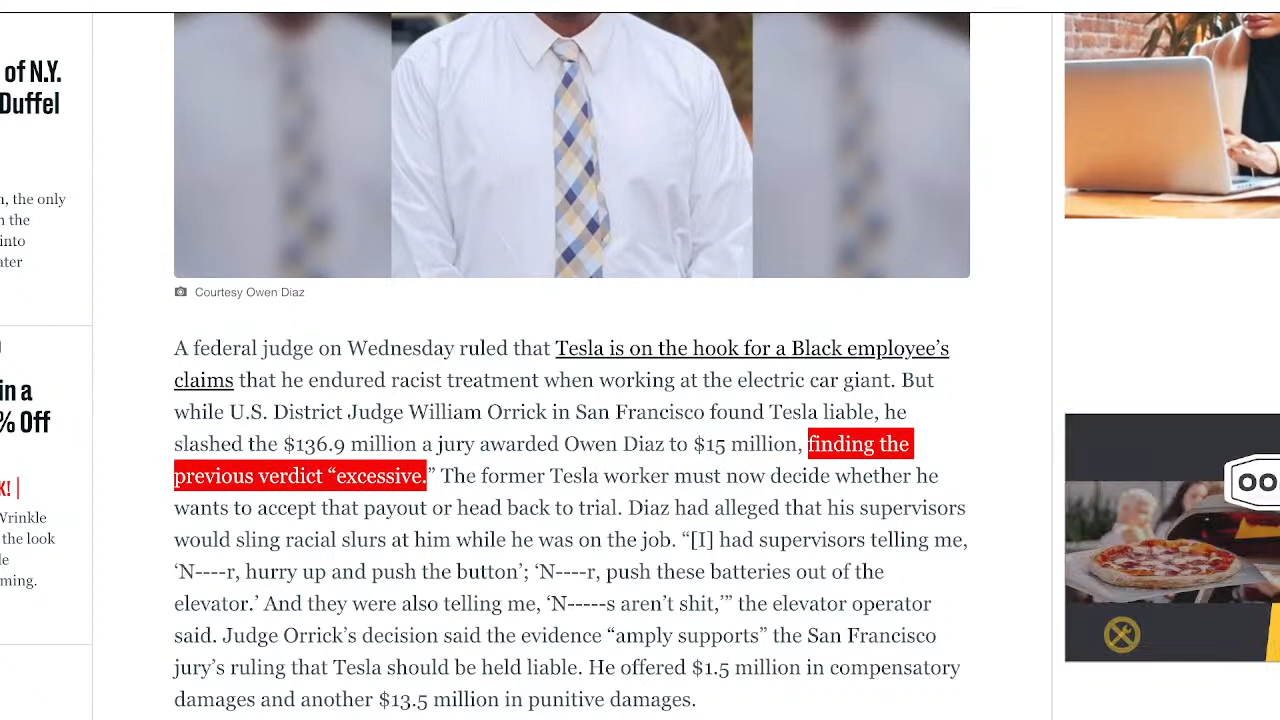 of N.Y.
Duffel
, the only
the
into
ater
in a
% Off
K! |
Wrinkle
the look
ming.
Courtesy Owen Diaz
A federal judge on Wednesday ruled that Tesla is on the hook for a Black employee’s
claims that he endured racist treatment when working at the electric car giant. But
while U.S. District Judge William Orrick in San Francisco found Tesla liable, he
slashed the $136.9 million a jury awarded Owen Diaz to $15 million, finding the
previous verdict “excessive.” The former Tesla worker must now decide whether he
wants to accept that payout or head back to trial. Diaz had alleged that his supervisors
would sling racial slurs at him while he was on the job. “[I] had supervisors telling me,
‘N----r, hurry up and push the button’; ‘N----r, push these batteries out of the
elevator.’ And they were also telling me, ‘N-----s aren’t shit,’” the elevator operator
said. Judge Orrick’s decision said the evidence “amply supports” the San Francisco
jury’s ruling that Tesla should be held liable. He offered $1.5 million in compensatory
damages and another $13.5 million in punitive damages.